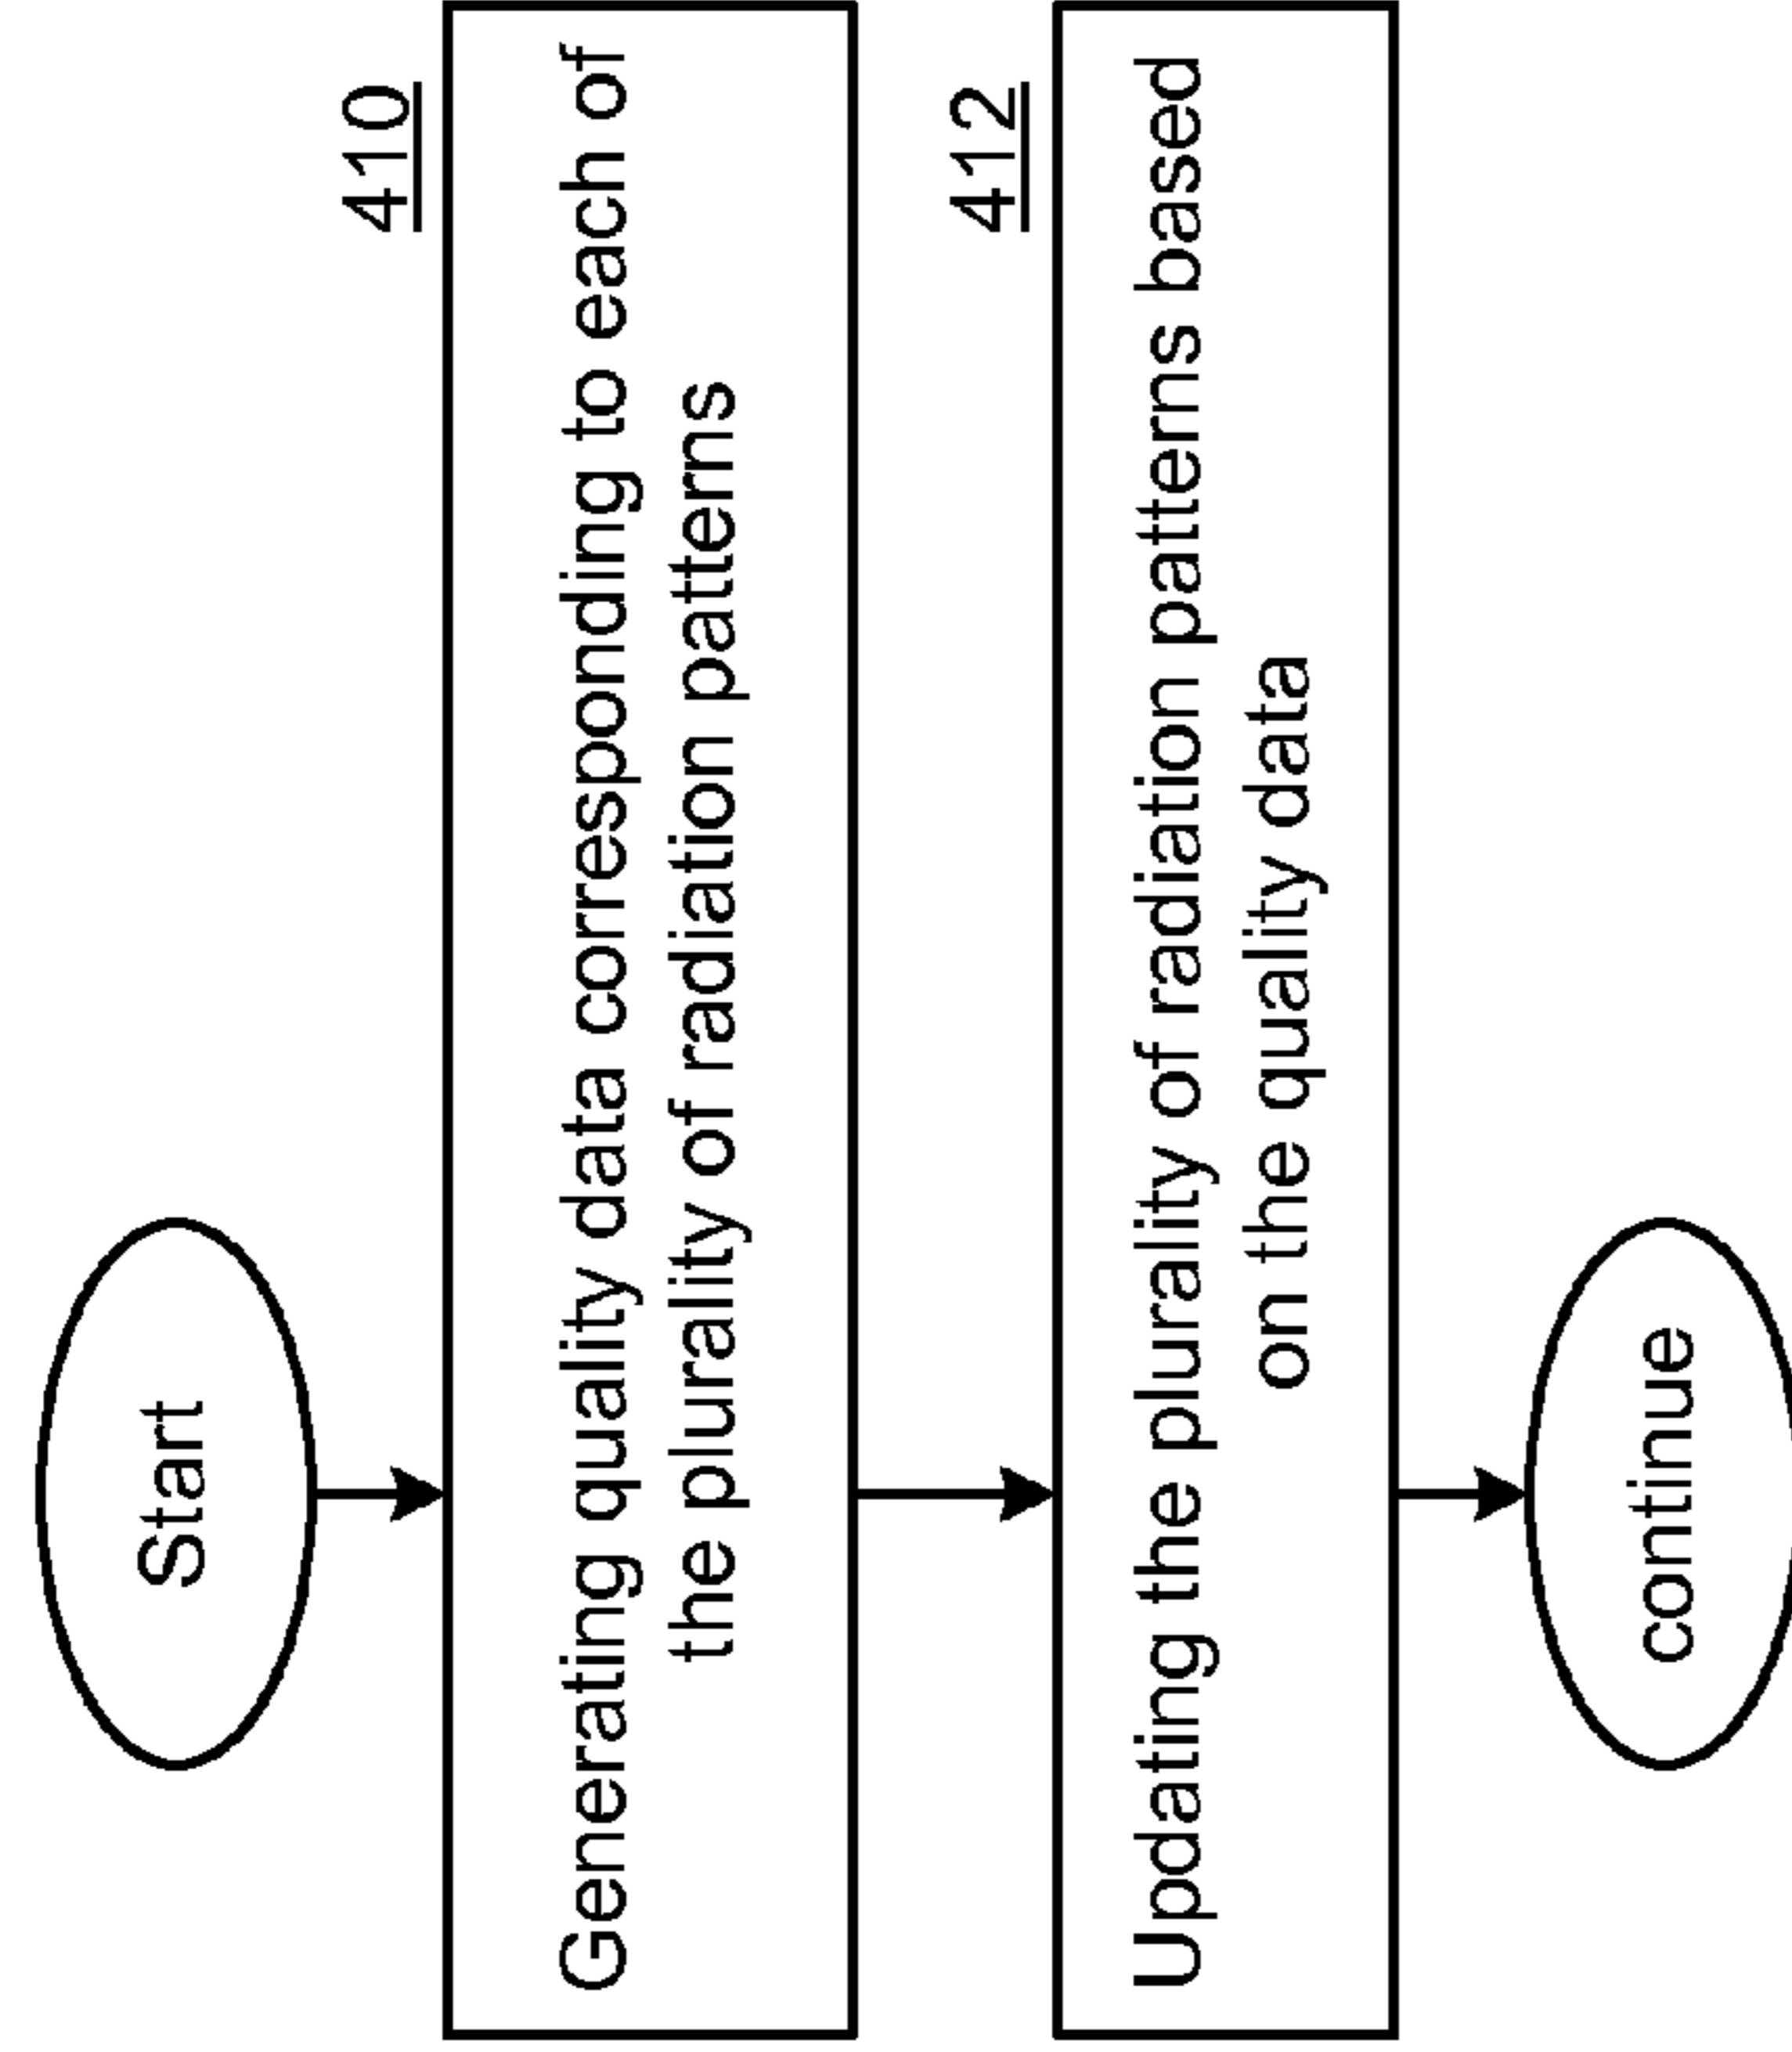 Start
410
Generating quality data corresponding to each of
the plurality of radiation patterns
412
Updating the plurality of radiation patterns based
on the quality data
continue